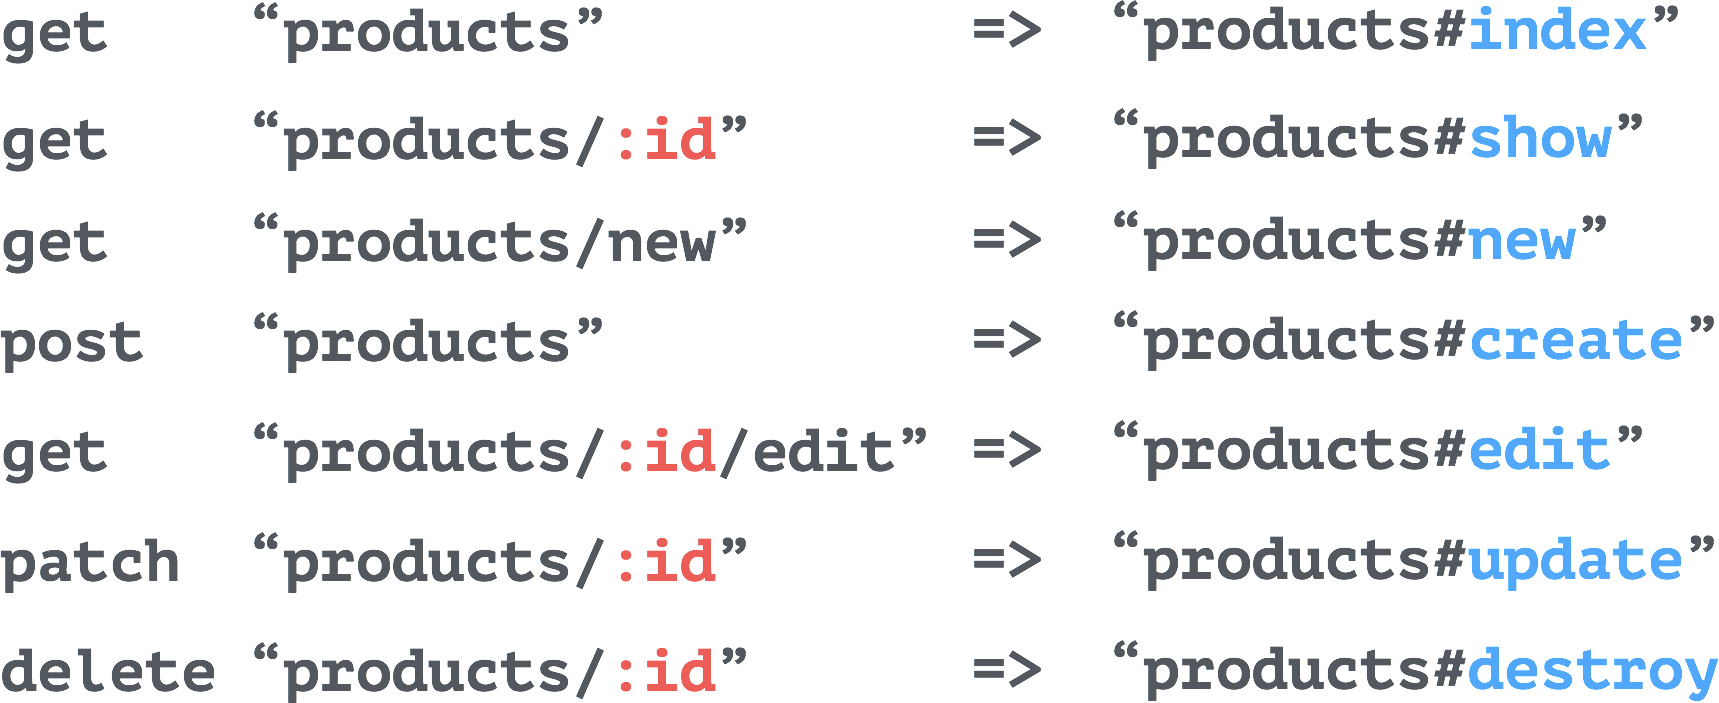 get “products” => “products#index”
get “products/:id” => “products#show”
get “products/new” => “products#new”
post “products” => “products#create”
get “products/:id/edit” => “products#edit”
patch “products/:id” => “products#update”
delete “products/:id” => “products#destroy